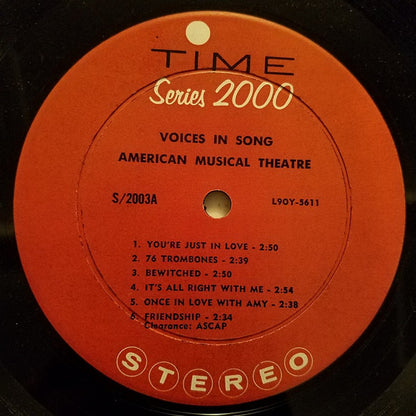 TIME
Series 2000
VOICES IN SONG
AMERICAN MUSICAL THEATRE
S/2003A L90Y-5611
1. YOU'RE JUST IN LOVE - 2:50
2. 76 TROMBONES - 2:39
3. BEWITCHED - 2:50
4. IT'S ALL RIGHT WITH ME - 2:54
5. ONCE IN LOVE WITH AMY - 2:38
6. FRIENDSHIP - 2:34
Clearance: ASCAP
STEREO